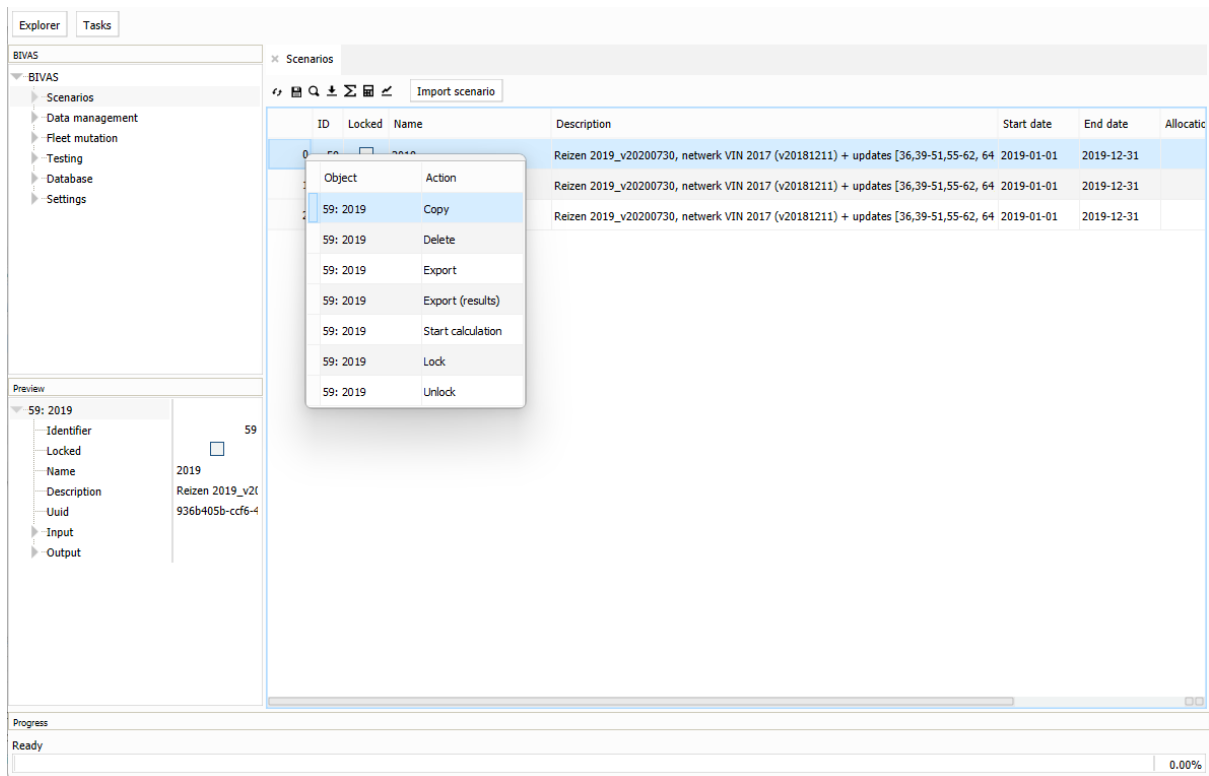 Explorer Tasks
BIVAS
BIVAS
Scenarios
Data management
Fleet mutation
Testing
Database
Settings
Preview
59: 2019
Identifier 59
Locked
Name 2019
Description Reizen 2019_v20
Uuid 936b405b-ccf6-4
Input
Output
Scenarios
Import scenario
ID Locked Name Description Start date End date Allocatio
0 59 2019 Reizen 2019_v20200730, netwerk VIN 2017 (v20181211) + updates [36,39-51,55-62, 64 2019-01-01 2019-12-31
1 Reizen 2019_v20200730, netwerk VIN 2017 (v20181211) + updates [36,39-51,55-62, 64 2019-01-01 2019-12-31
2 Reizen 2019_v20200730, netwerk VIN 2017 (v20181211) + updates [36,39-51,55-62, 64 2019-01-01 2019-12-31
Object Action
59: 2019 Copy
59: 2019 Delete
59: 2019 Export
59: 2019 Export (results)
59: 2019 Start calculation
59: 2019 Lock
59: 2019 Unlock
Progress
Ready
0.00%